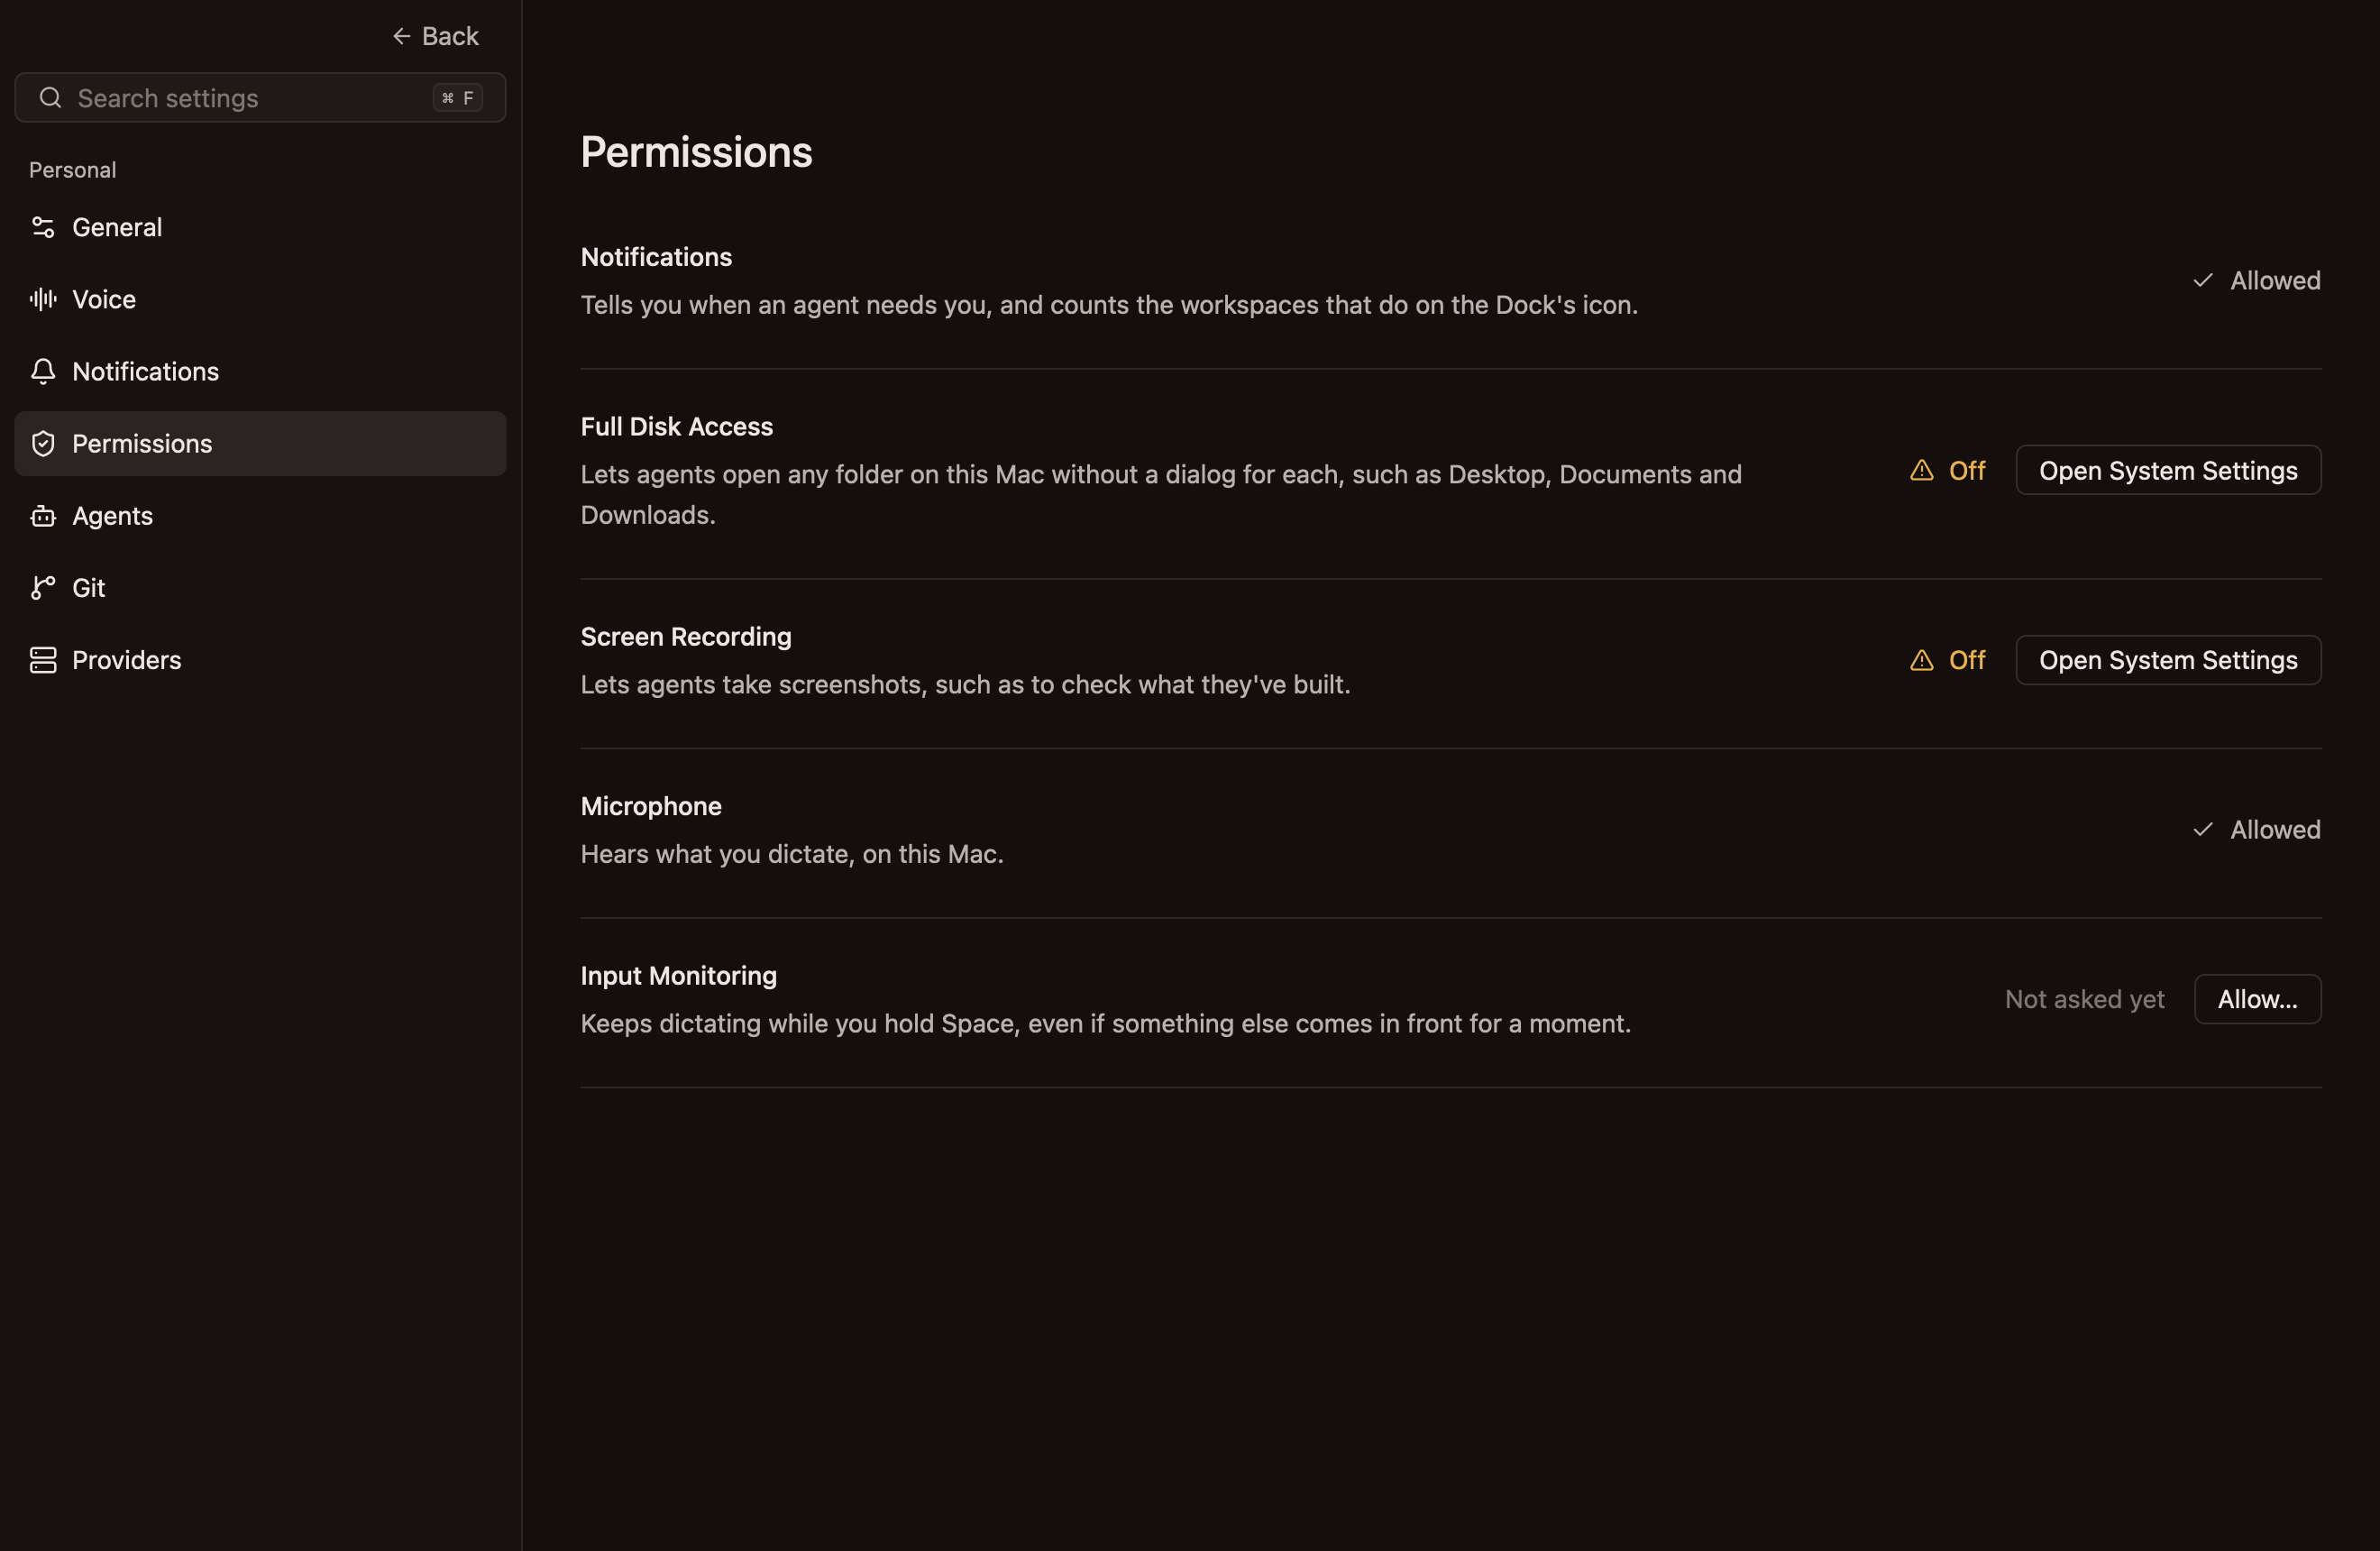 ← Back
Search settings ⌘ F
Personal
General
Voice
Notifications
Permissions
Agents
Git
Providers
Permissions
Notifications
Tells you when an agent needs you, and counts the workspaces that do on the Dock's icon.
Allowed
Full Disk Access
Lets agents open any folder on this Mac without a dialog for each, such as Desktop, Documents and
Downloads.
Off
Open System Settings
Screen Recording
Lets agents take screenshots, such as to check what they've built.
Off
Open System Settings
Microphone
Hears what you dictate, on this Mac.
Allowed
Input Monitoring
Keeps dictating while you hold Space, even if something else comes in front for a moment.
Not asked yet
Allow...